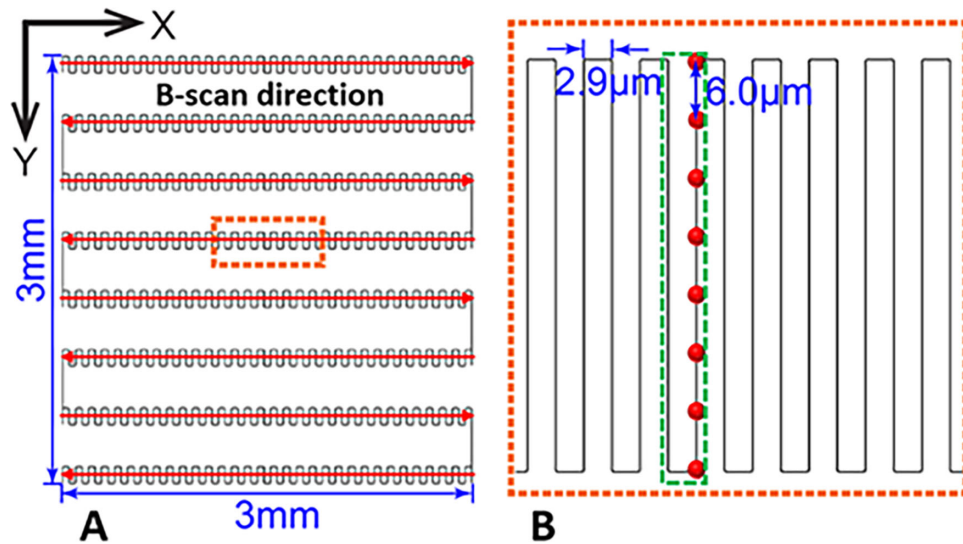 X
Y
B-scan direction
3mm
3mm
A
2.9μm
6.0μm
B